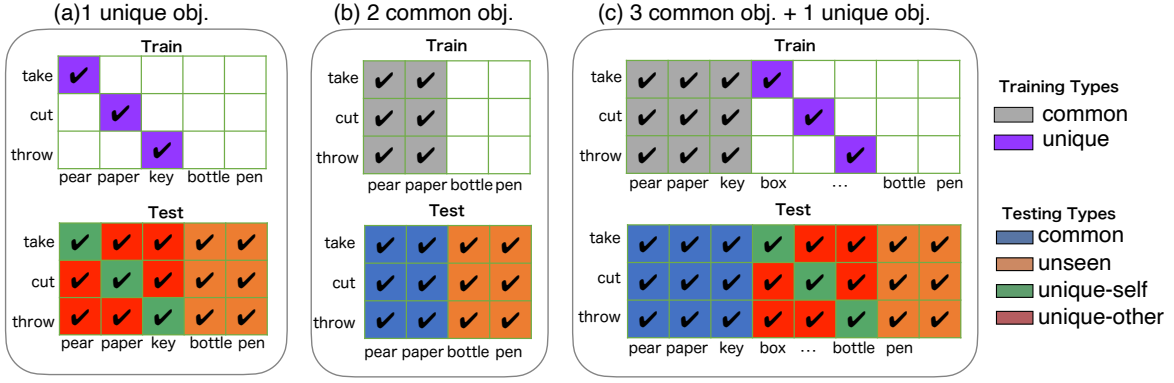 (a)1 unique obj.
Train
take
cut
throw
pear paper key bottle pen
Test
take
cut
throw
pear paper key bottle pen
(b) 2 common obj.
Train
take
cut
throw
pear paper bottle pen
Test
take
cut
throw
pear paper bottle pen
(c) 3 common obj. + 1 unique obj.
Train
take
cut
throw
pear paper key box ... bottle pen
Test
take
cut
throw
pear paper key box ... bottle pen
Training Types
common
unique
Testing Types
common
unseen
unique-self
unique-other